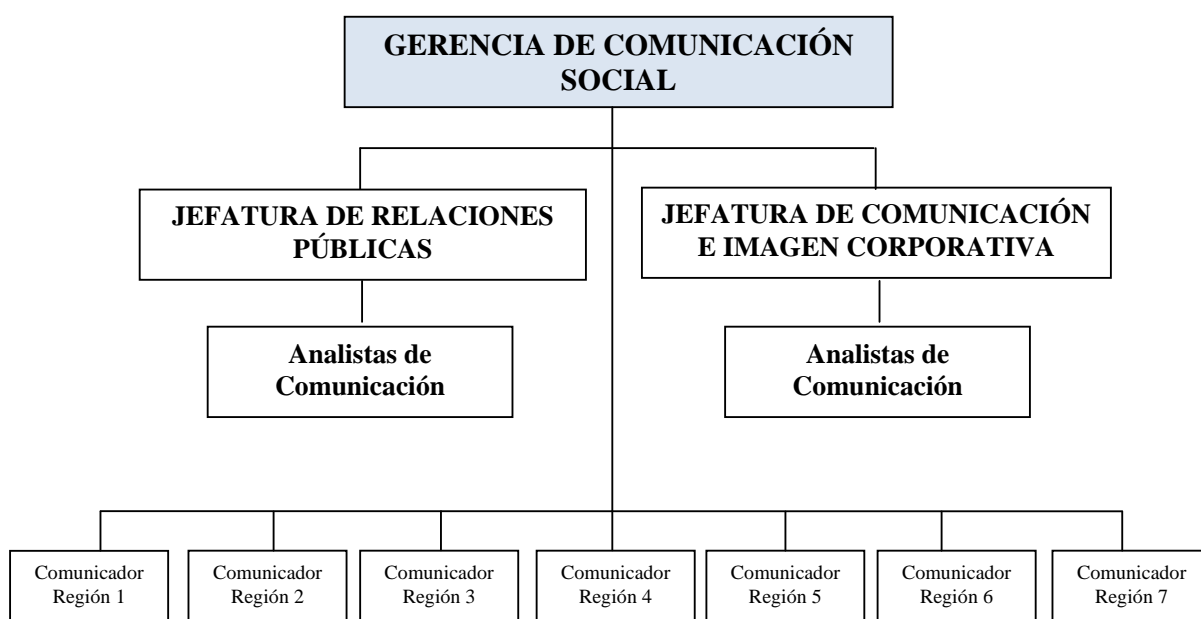 GERENCIA DE COMUNICACIÓN
SOCIAL
JEFATURA DE RELACIONES
PÚBLICAS
JEFATURA DE COMUNICACIÓN
E IMAGEN CORPORATIVA
Analistas de
Comunicación
Analistas de
Comunicación
Comunicador
Región 1
Comunicador
Región 2
Comunicador
Región 3
Comunicador
Región 4
Comunicador
Región 5
Comunicador
Región 6
Comunicador
Región 7